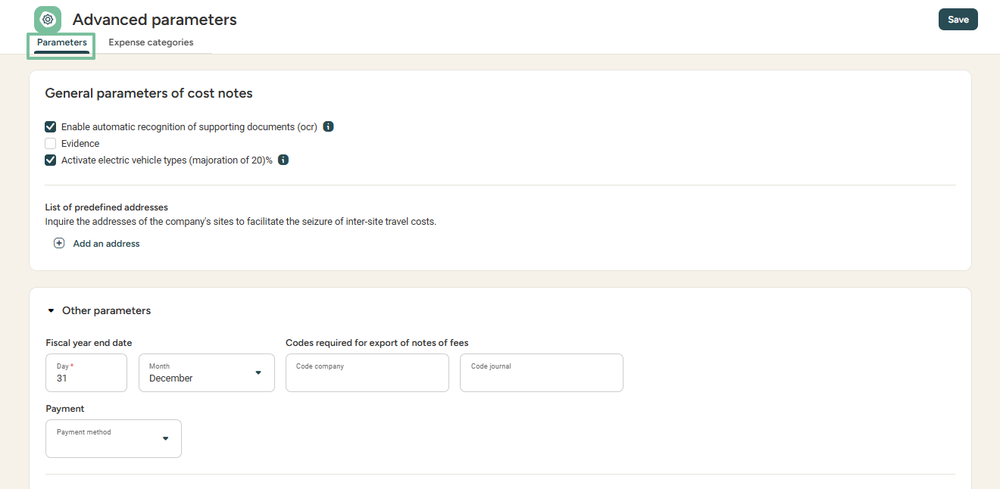 Advanced parameters
Save
Parameters
Expense categories
General parameters of cost notes
Enable automatic recognition of supporting documents (ocr)
Evidence
Activate electric vehicle types (majoration of 20)%
List of predefined addresses
Inquire the addresses of the company's sites to facilitate the seizure of inter-site travel costs.
Add an address
Other parameters
Fiscal year end date
Codes required for export of notes of fees
Day *
31
Month
December
Code company
Code journal
Payment
Payment method